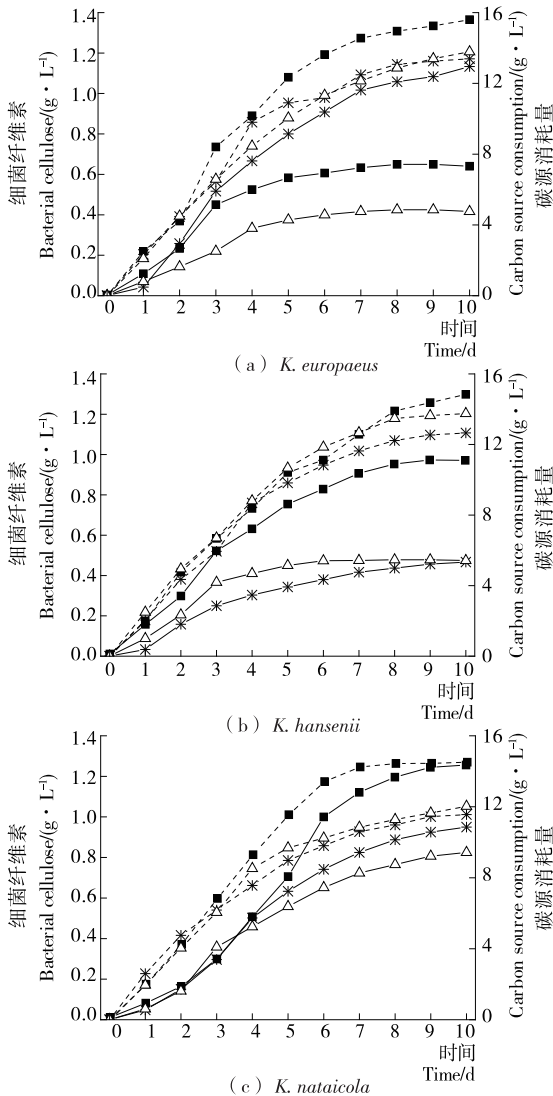 1.4
1.2
1.0
0.8
0.6
0.4
0.2
0.0
细菌纤维素
Bacterial cellulose/(g·L⁻¹)
16
12
8
4
0
Carbon source consumption/(g·L⁻¹)
碳源消耗量
0 1 2 3 4 5 6 7 8 9 10
时间
Time/d
(a) K. europaeus
1.4
1.2
1.0
0.8
0.6
0.4
0.2
0.0
细菌纤维素
Bacterial cellulose/(g·L⁻¹)
16
12
8
4
0
Carbon source consumption/(g·L⁻¹)
碳源消耗量
0 1 2 3 4 5 6 7 8 9 10
时间
Time/d
(b) K. hansenii
1.2
1.0
0.8
0.6
0.4
0.2
0.0
细菌纤维素
Bacterial cellulose/(g·L⁻¹)
16
12
8
4
0
Carbon source consumption/(g·L⁻¹)
碳源消耗量
0 1 2 3 4 5 6 7 8 9 10
时间
Time/d
(c) K. nataicola